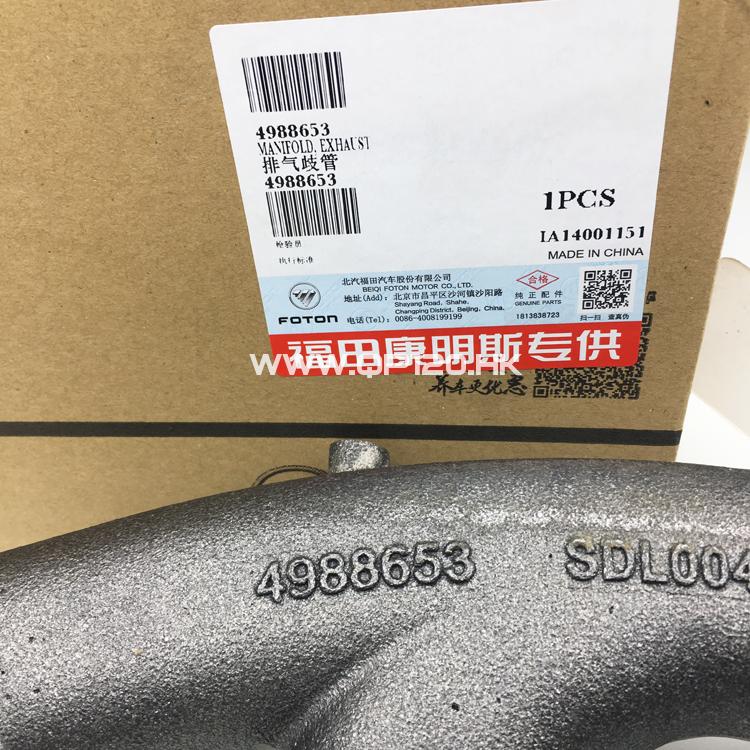 4988653
MANIFOLD, EXHAUST
排气歧管
4988653
1PCS
检验员
IA14001151
执行标准
MADE IN CHINA
FOTON
北汽福田汽车股份有限公司
BEIQI FOTON MOTOR CO., LTD.
地址(Add): 北京市昌平区沙河镇沙阳路
Shayang Road, Shahe,
Changping District, Beijing, China.
电话(Tel): 0086-4008199199
合格
纯正配件
GENUINE PARTS
1813838723
扫一扫 查真伪
福田康明斯专供
WWW.QP120.HK
养车更优惠
4988653
SDL004